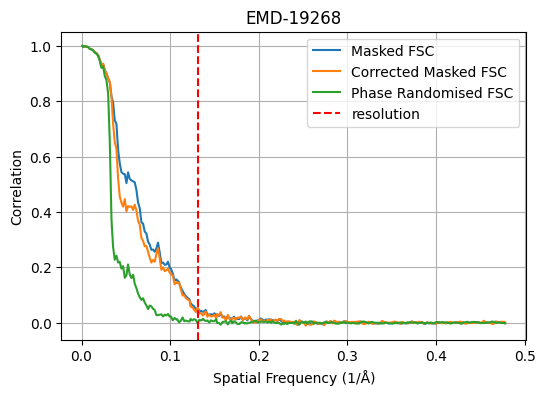 EMD-19268
Masked FSC
Corrected Masked FSC
Phase Randomised FSC
resolution
Correlation
1.0
0.8
0.6
0.4
0.2
0.0
0.0 0.1 0.2 0.3 0.4 0.5
Spatial Frequency (1/Å)